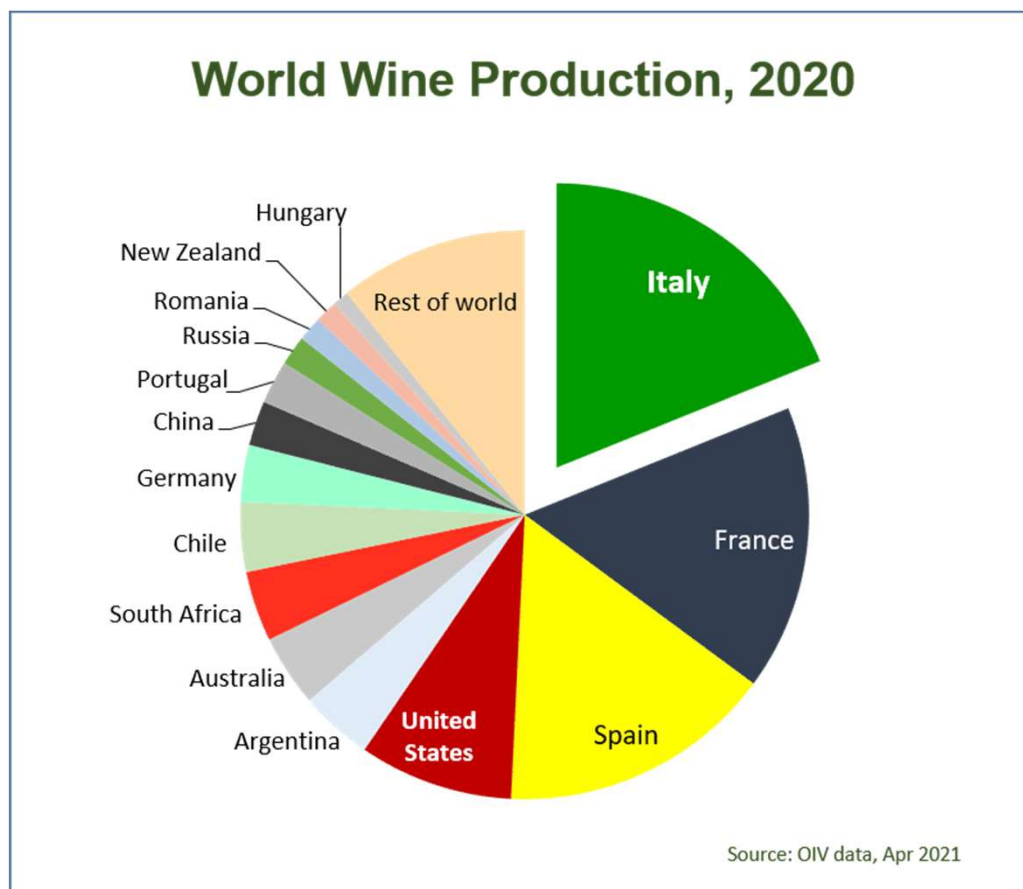 World Wine Production, 2020
Hungary
New Zealand
Romania
Russia
Portugal
China
Germany
Chile
South Africa
Australia
Argentina
Rest of world
Italy
France
Spain
United
States
Source: OIV data, Apr 2021